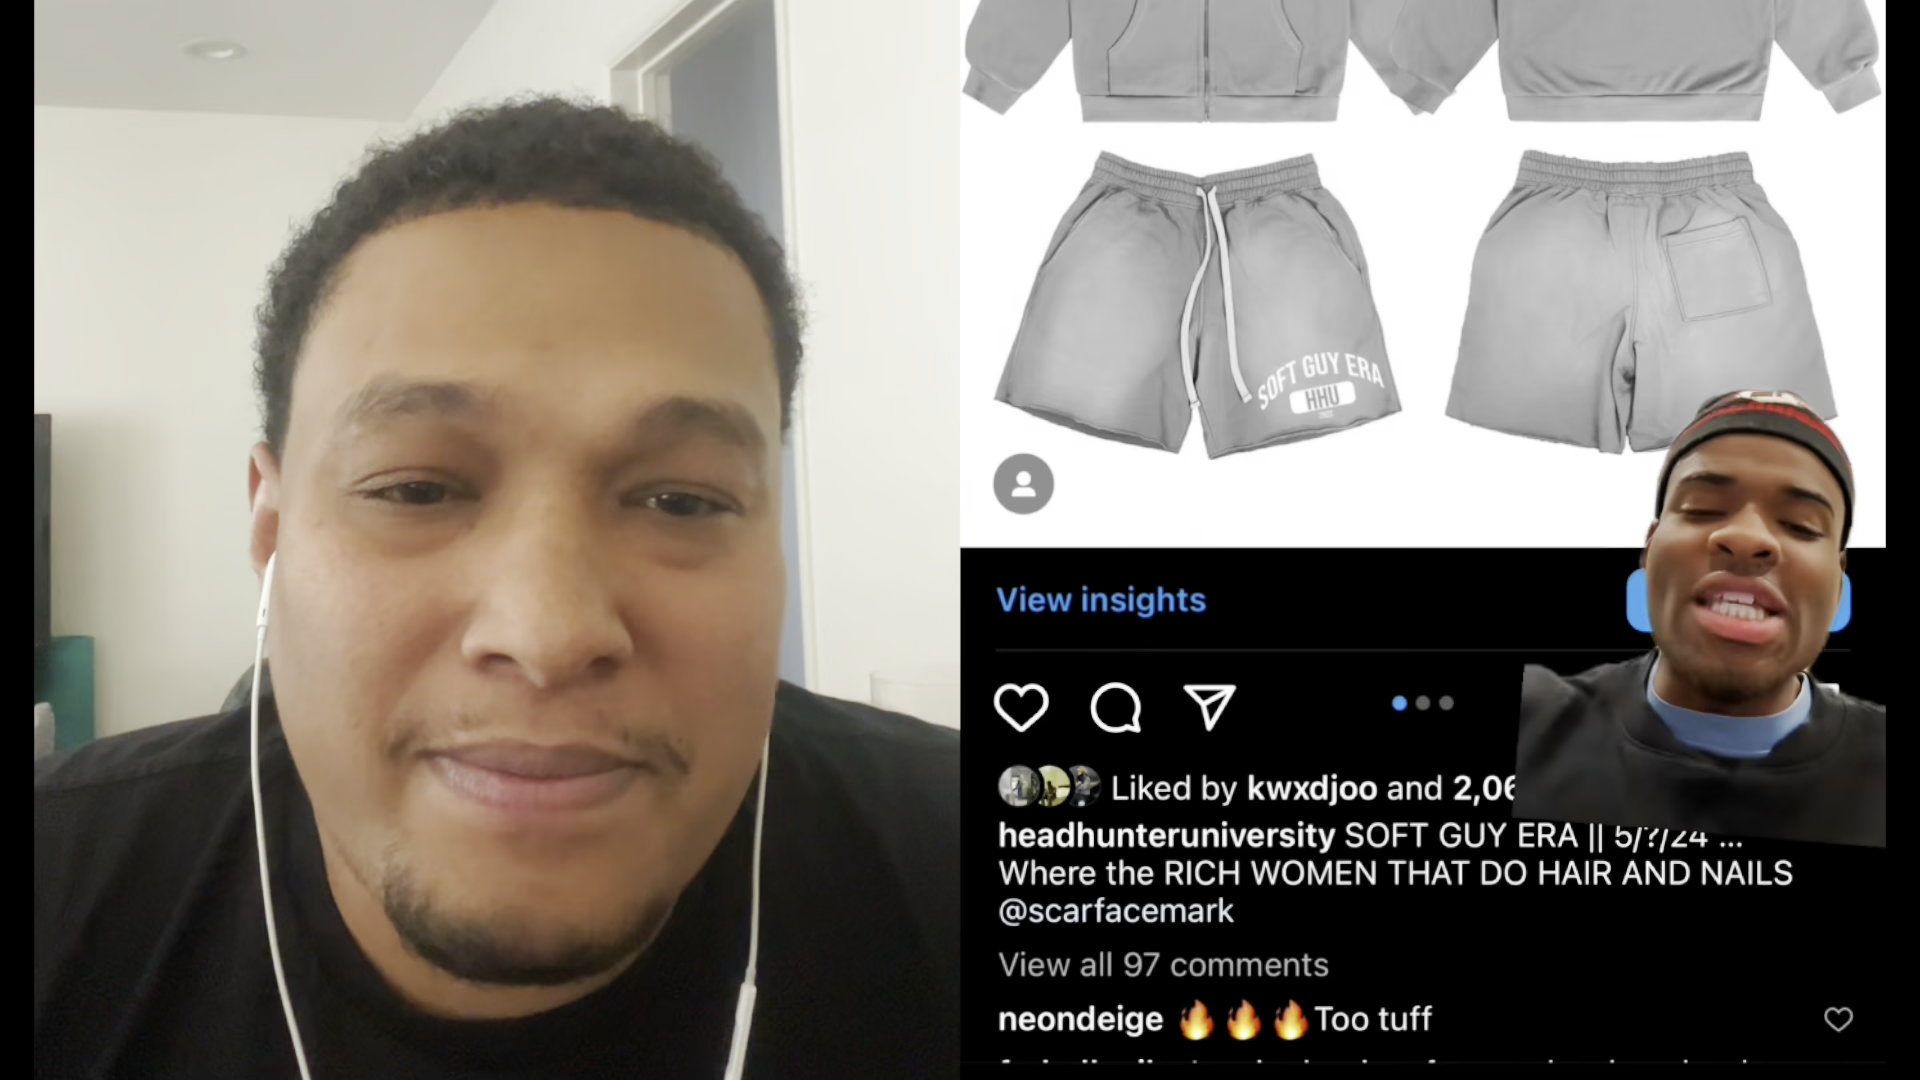 SOFT GUY ERA
HHU
View insights
Liked by kwxdjoo and 2,06
headhunteruniversity SOFT GUY ERA || 5/?/24 ...
Where the RICH WOMEN THAT DO HAIR AND NAILS
@scarfacemark
View all 97 comments
neondeige 🔥🔥🔥Too tuff